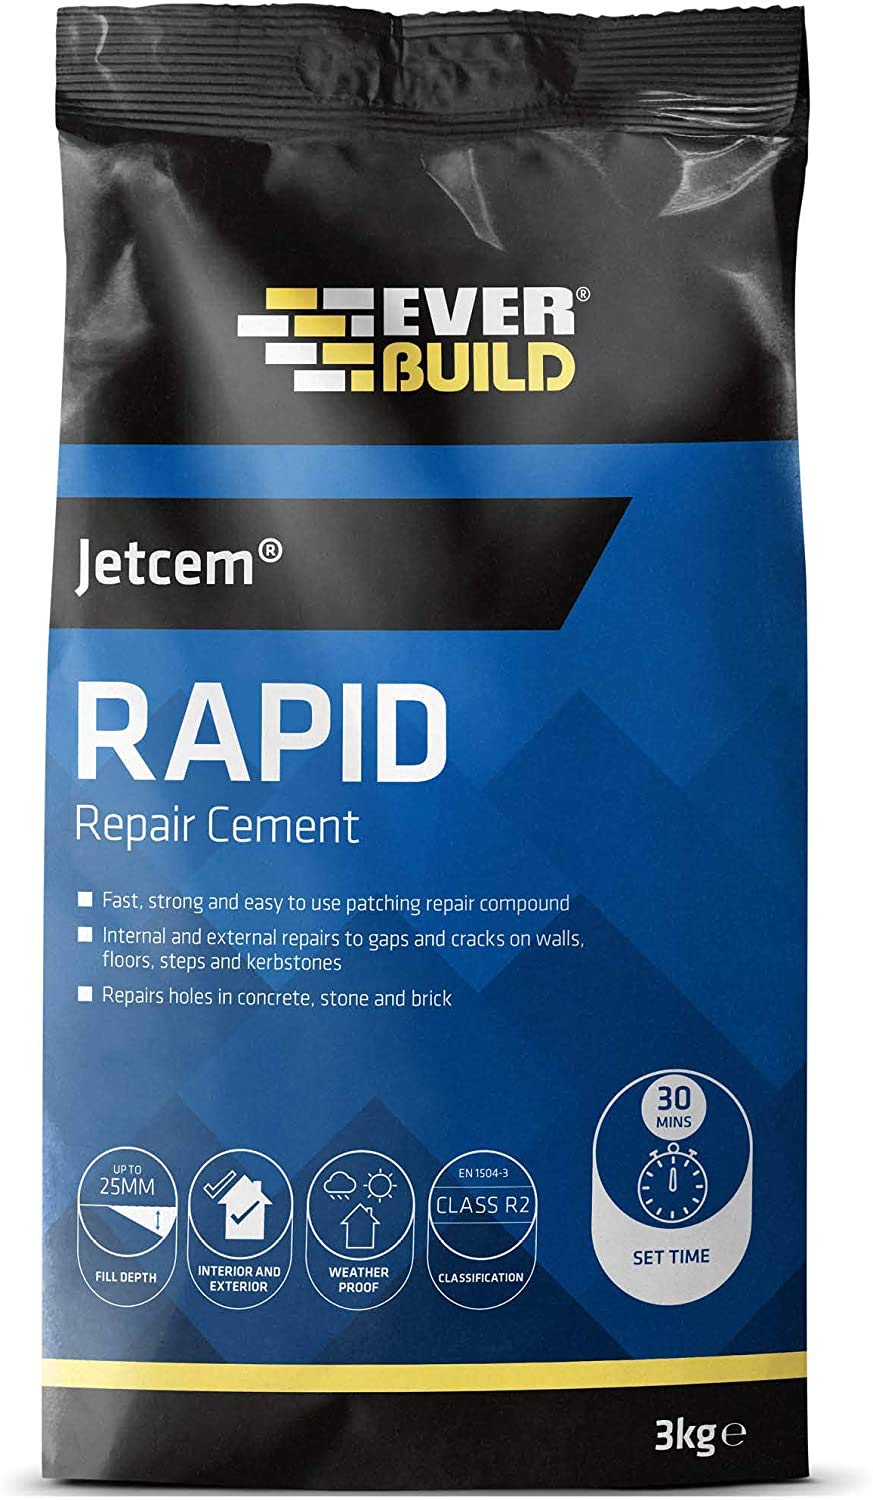 EVER®
BUILD
Jetcem®
RAPID
Repair Cement
Fast, strong and easy to use patching repair compound
Internal and external repairs to gaps and cracks on walls,
floors, steps and kerbstones
Repairs holes in concrete, stone and brick
30
MINS
SET TIME
UP TO
25MM
FILL DEPTH
INTERIOR AND
EXTERIOR
WEATHER
PROOF
EN 1504-3
CLASS R2
CLASSIFICATION
3kg ℮